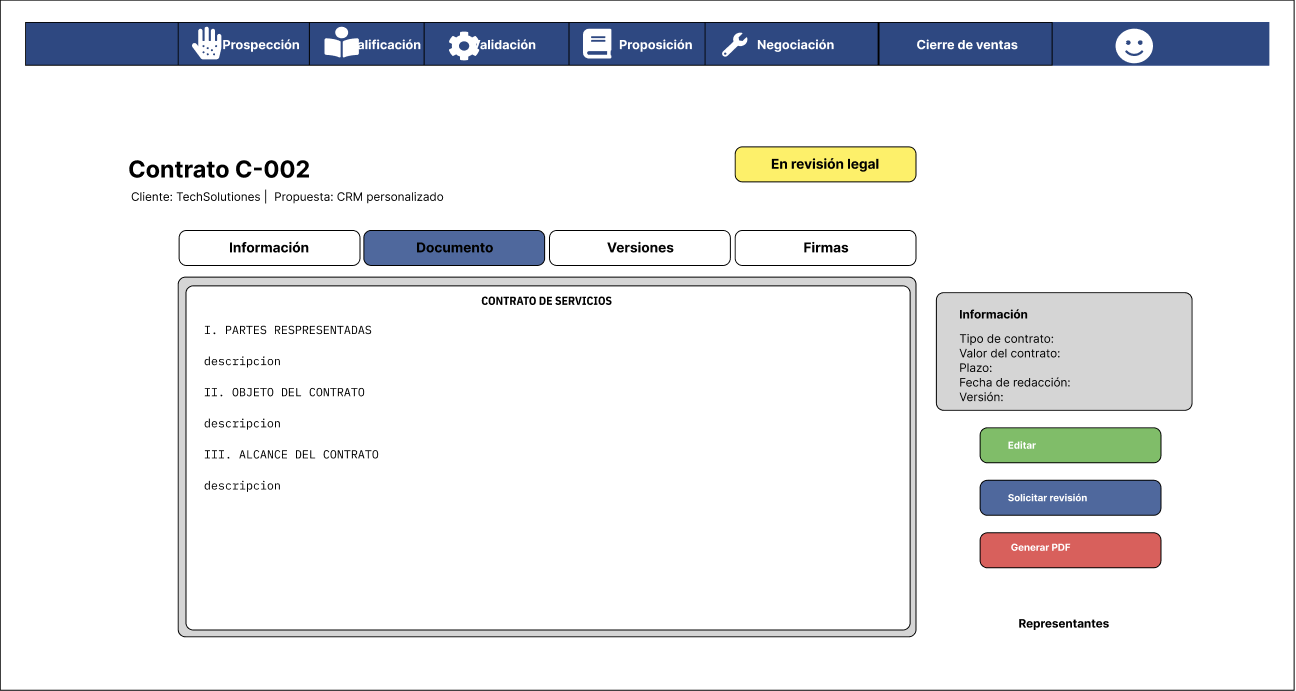 Prospección
alificación
alidación
Proposición
Negociación
Cierre de ventas
Contrato C-002
En revisión legal
Cliente: TechSolutiones | Propuesta: CRM personalizado
Información
Documento
Versiones
Firmas
CONTRATO DE SERVICIOS
I. PARTES RESPRESENTADAS
descripcion
II. OBJETO DEL CONTRATO
descripcion
III. ALCANCE DEL CONTRATO
descripcion
Información
Tipo de contrato:
Valor del contrato:
Plazo:
Fecha de redacción:
Versión:
Editar
Solicitar revisión
Generar PDF
Representantes